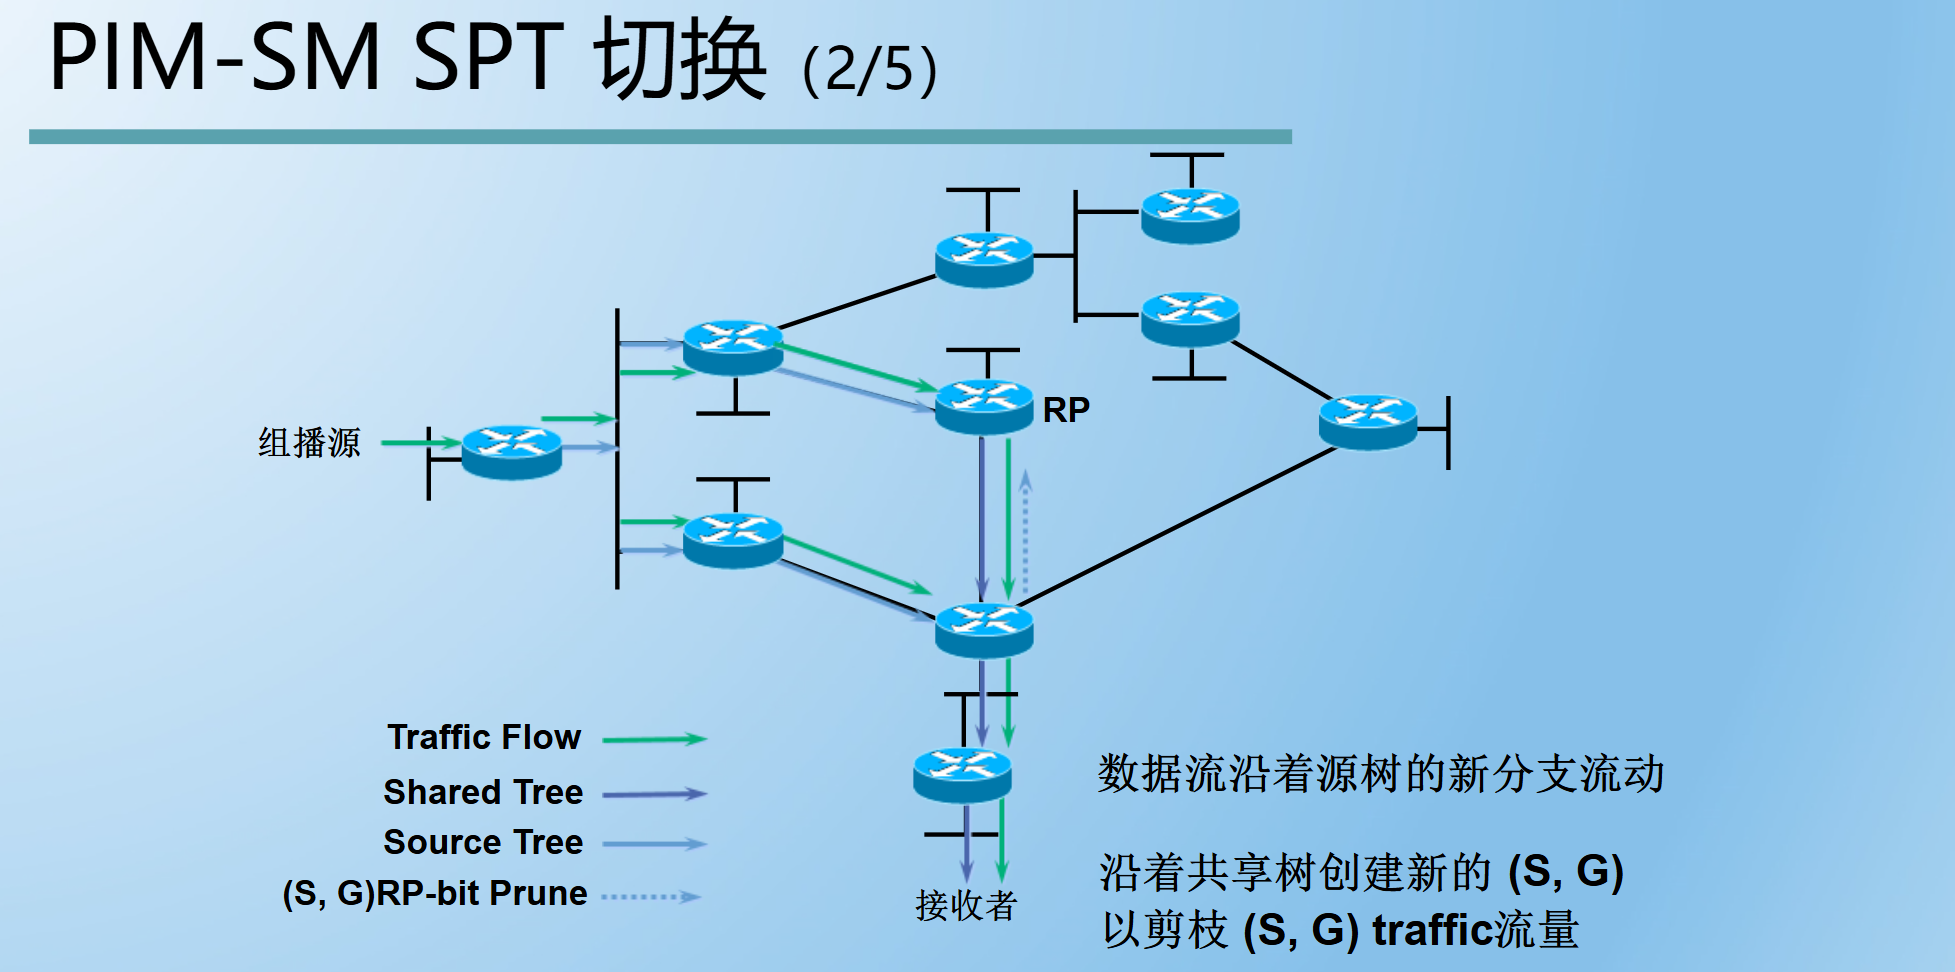 PIM-SM SPT 切换（2/5）
RP
组播源
Traffic Flow
Shared Tree
Source Tree
(S, G)RP-bit Prune
接收者
数据流沿着源树的新分支流动
沿着共享树创建新的 (S, G)
以剪枝 (S, G) traffic流量